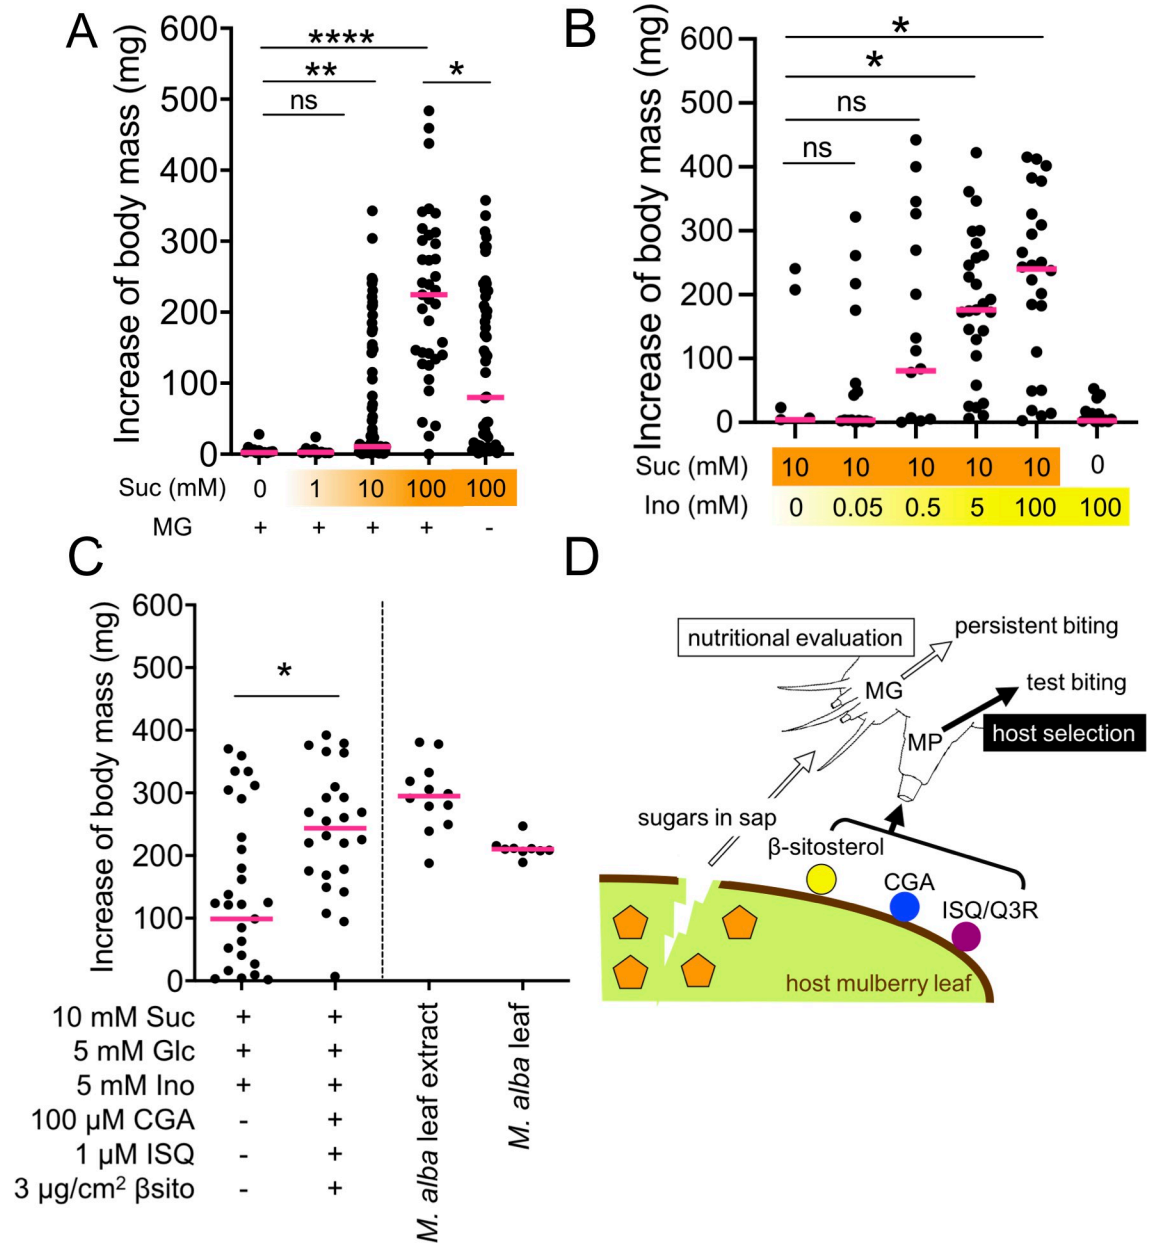 A
Increase of body mass (mg)
600
500
400
300
200
100
0
****
**
*
ns
Suc (mM) 0 1 10 100 100
MG + + + + -
B
Increase of body mass (mg)
600
500
400
300
200
100
0
*
*
ns
ns
Suc (mM) 10 10 10 10 10 0
Ino (mM) 0 0.05 0.5 5 100 100
C
Increase of body mass (mg)
600
500
400
300
200
100
0
*
10 mM Suc + +
5 mM Glc + +
5 mM Ino + +
100 µM CGA - +
1 µM ISQ - +
3 µg/cm² βsito - +
M. alba leaf extract
M. alba leaf
D
nutritional evaluation
persistent biting
MG
test biting
MP
host selection
sugars in sap
β-sitosterol
CGA
ISQ/Q3R
host mulberry leaf